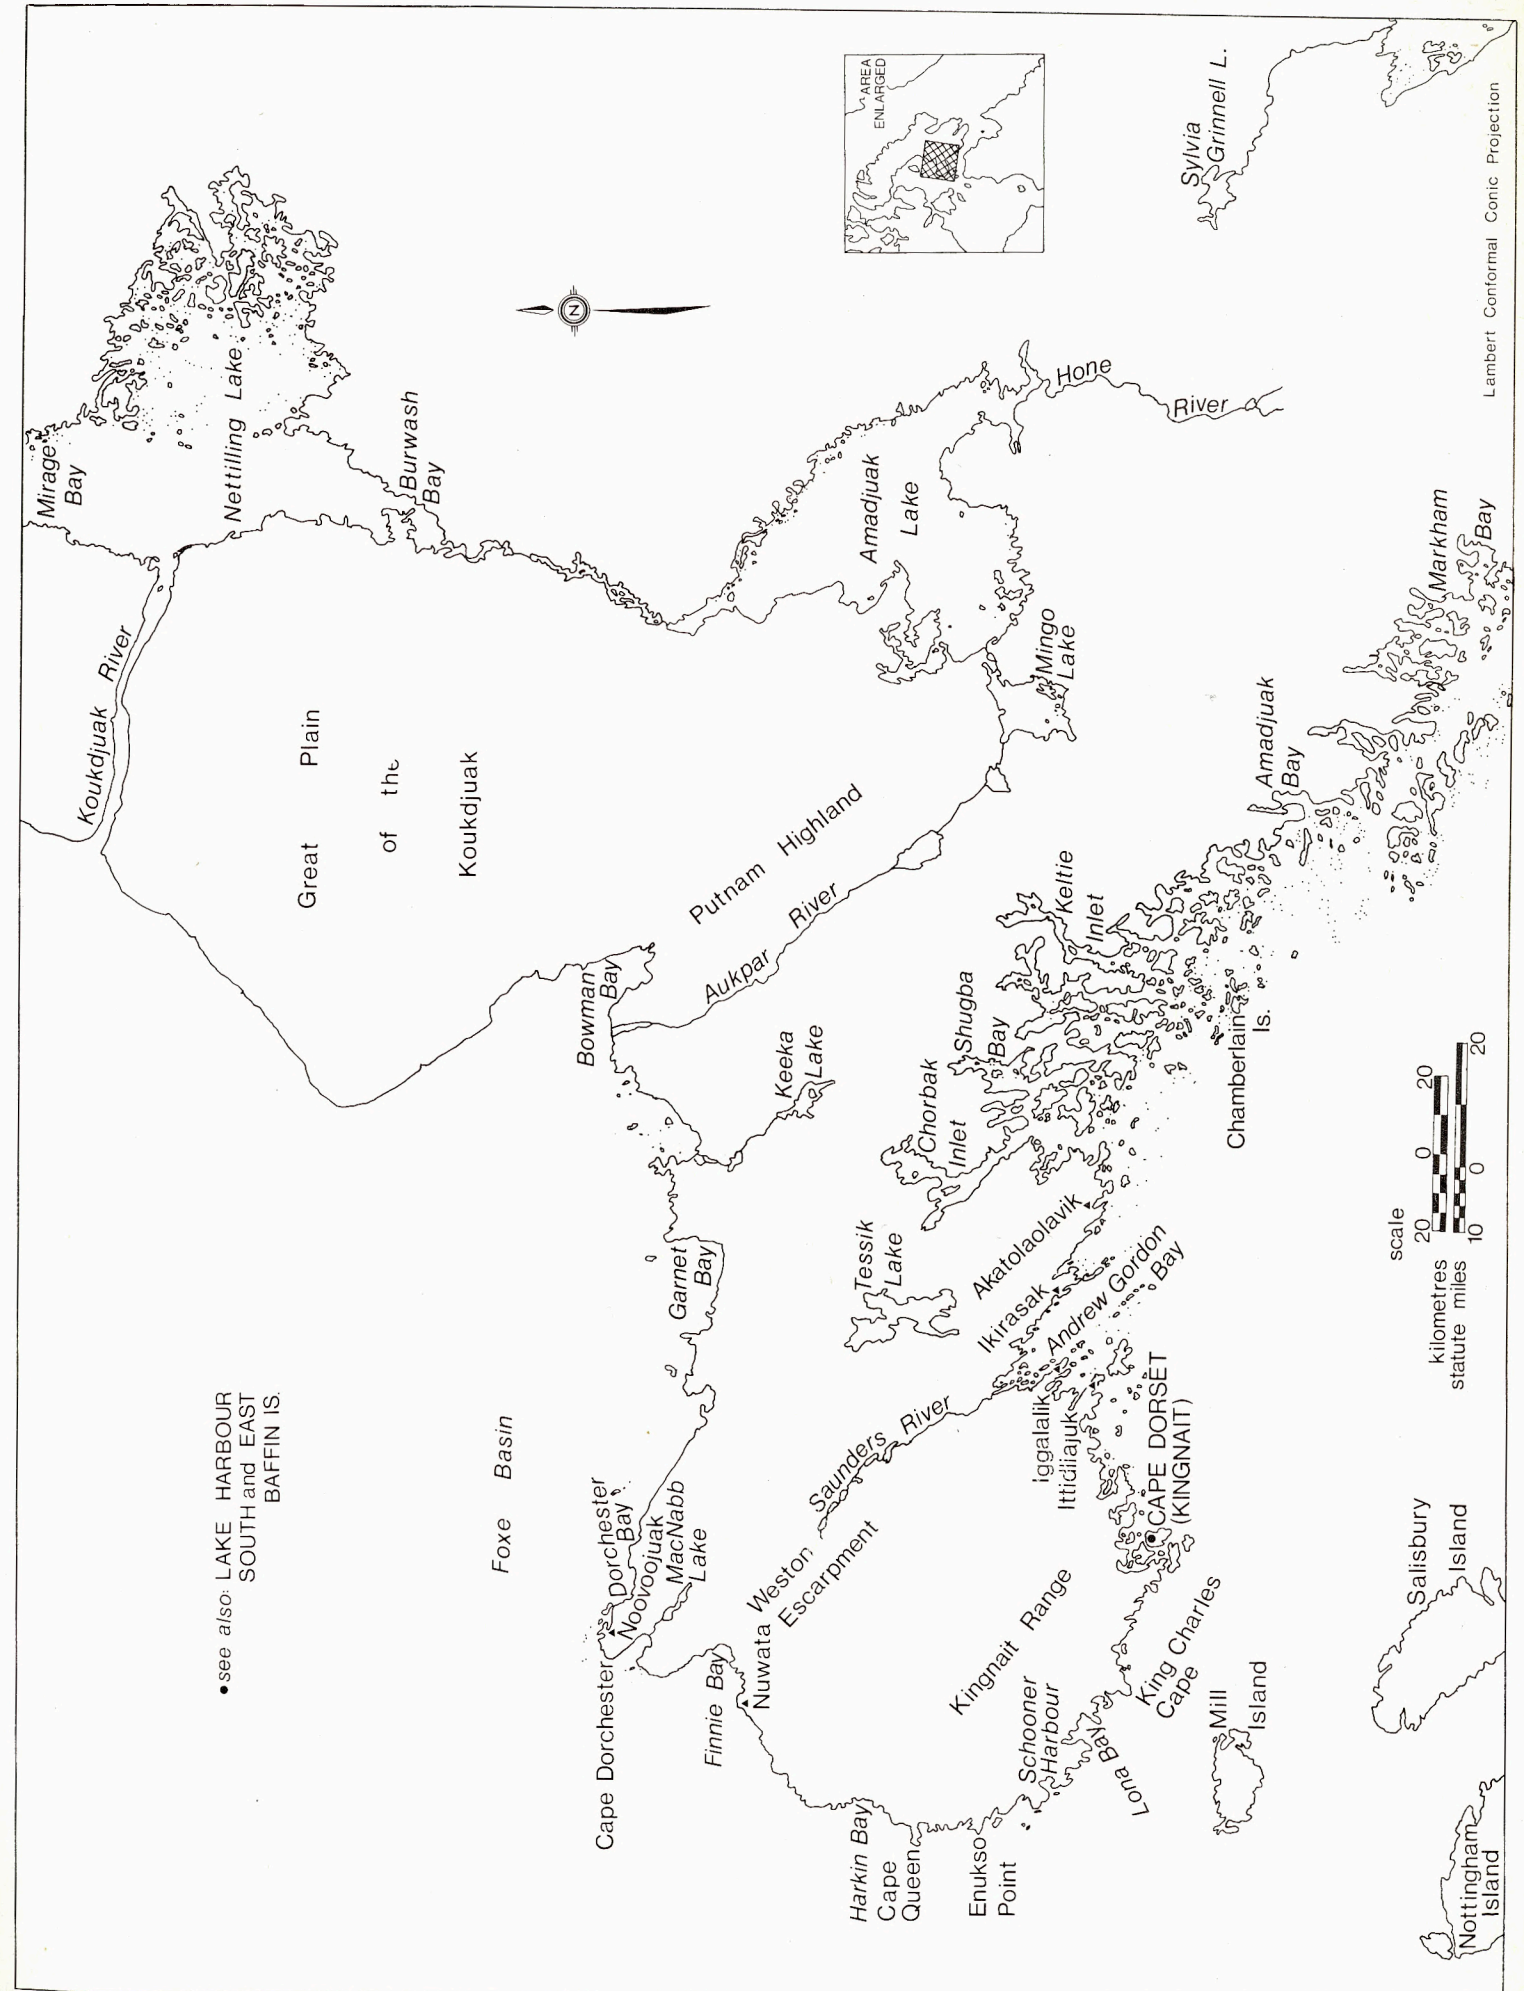 •see also: LAKE HARBOUR
SOUTH and EAST
BAFFIN IS.
Mirage
Bay
Koukdjuak River
Nettilling Lake
Burwash
Bay
Great Plain
of the
Koukdjuak
AREA
ENLARGED
N
Foxe Basin
Bowman
Bay
Putnam Highland
Aukpar River
Amadjuak
Lake
Hone
River
Sylvia
Grinnell L.
Mingo
Lake
Keeka
Lake
Garnet
Bay
Dorchester
Bay
Noovoojuak
MacNabb
Lake
Cape Dorchester
Finnie Bay
Nuwata
Weston
Escarpment
Saunders River
Tessik
Lake
Chorbak
Inlet
Shugba
Bay
Keltie
Inlet
Amadjuak
Bay
Markham
Bay
Chamberlain
Is.
Akatolaolavik
Ikirasak
Andrew Gordon
Bay
Iggalalik
Ittidliajuk
CAPE DORSET
(KINGNAIT)
Kingnait Range
King Charles
Cape
Schooner
Harbour
Lona Bay
Harkin Bay
Cape
Queen
Enukso
Point
Mill
Island
Salisbury
Island
Nottingham
Island
scale
kilometres 20 0 20
statute miles 10 0 20
Lambert Conformal Conic Projection